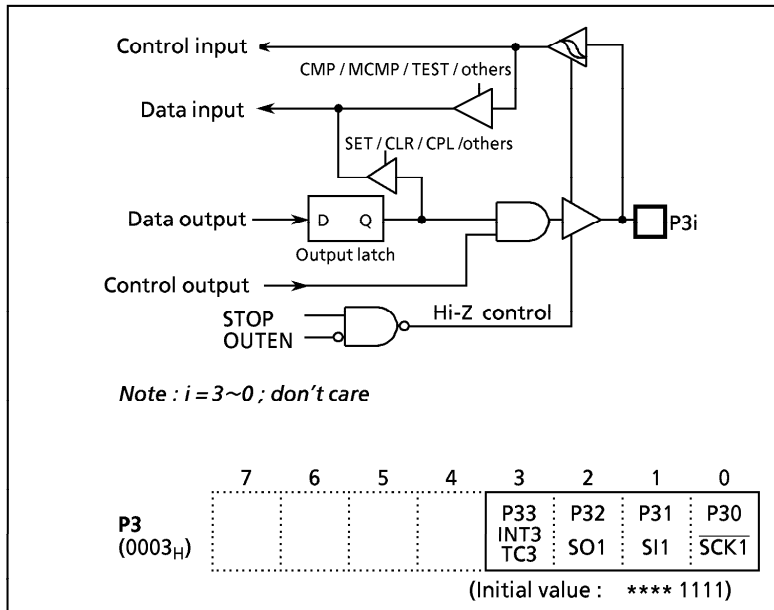 Control input
CMP / MCMP / TEST / others
Data input
SET / CLR / CPL /others
Data output
D Q
P3i
Output latch
Control output
STOP
OUTEN
Hi-Z control
Note : i = 3~0 ; don't care
7 6 5 4 3 2 1 0
P3
(0003H)
P33 P32 P31 P30
INT3
TC3 SO1 SI1 SCK1
(Initial value : **** 1111)